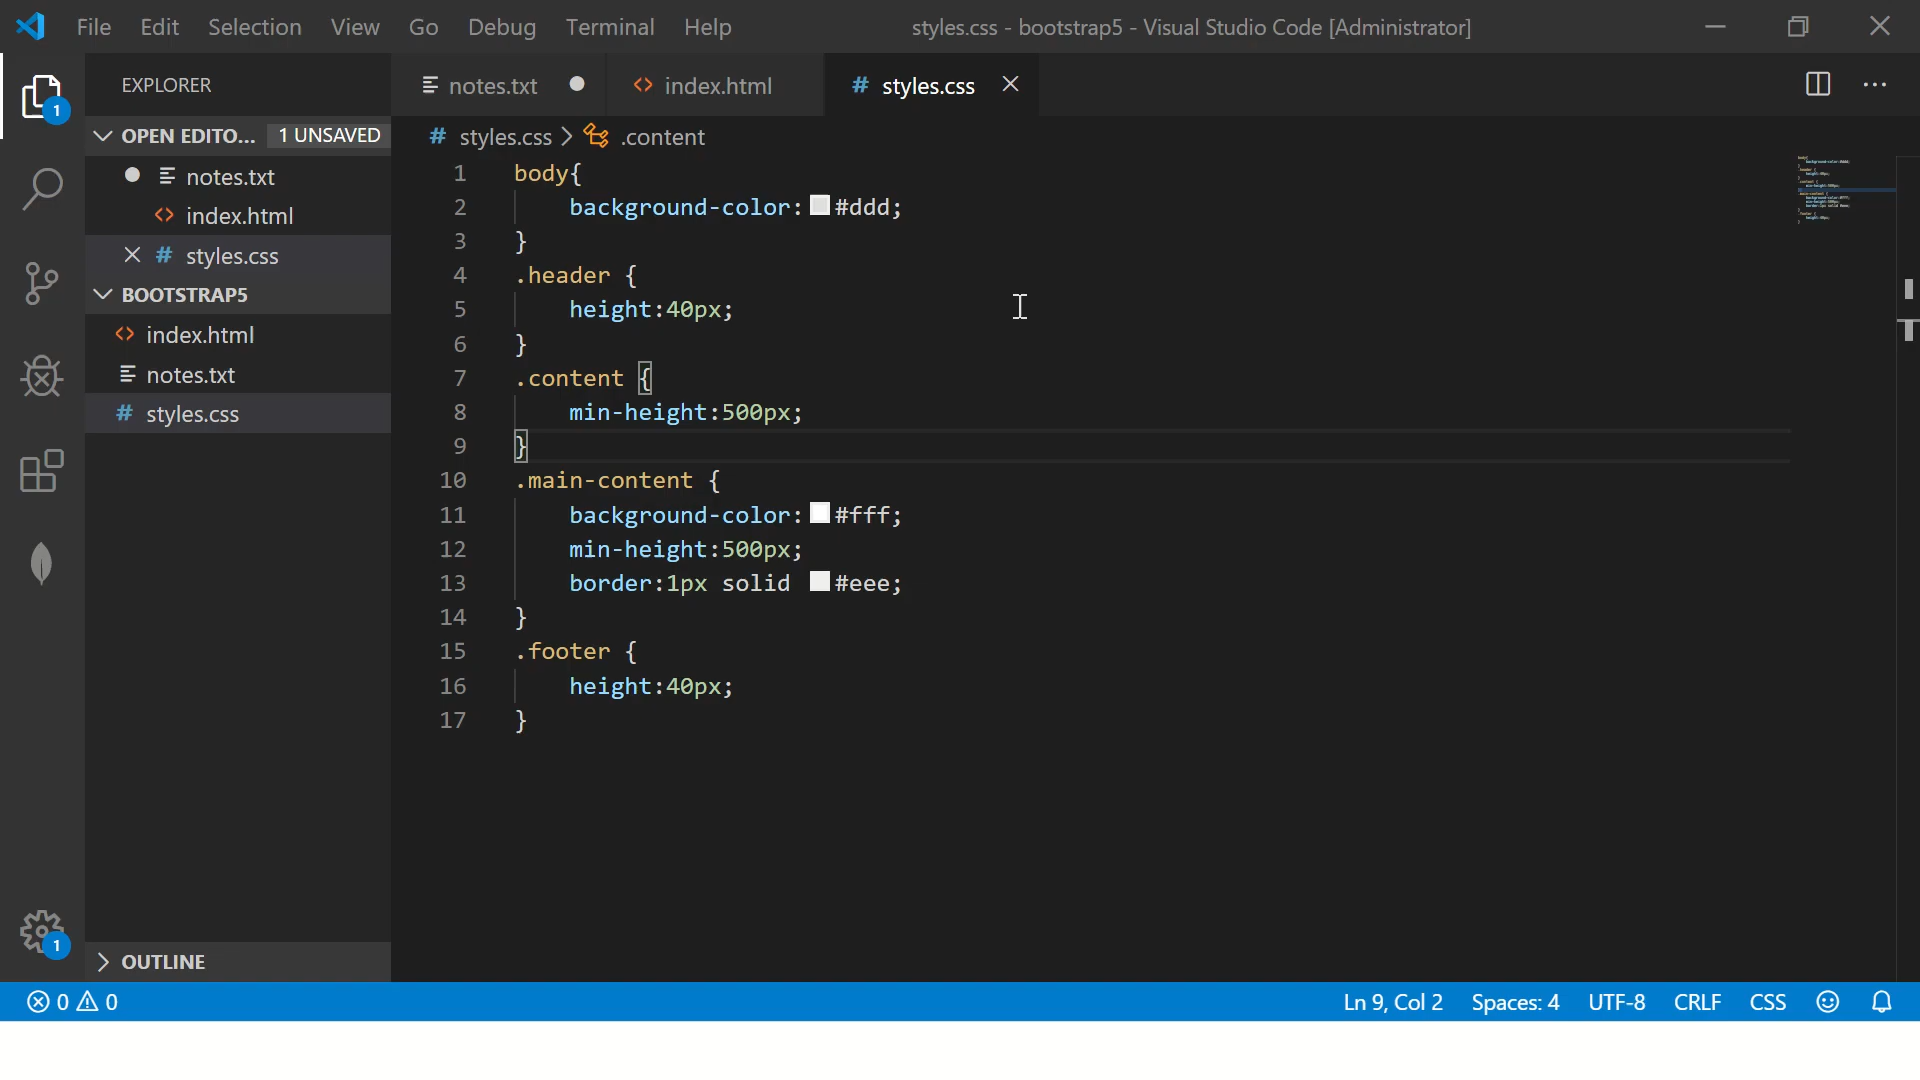 File Edit Selection View Go Debug Terminal Help styles.css - bootstrap5 - Visual Studio Code [Administrator]
EXPLORER
notes.txt index.html # styles.css
1
OPEN EDITO... 1 UNSAVED
notes.txt
index.html
# styles.css
BOOTSTRAP5
index.html
notes.txt
# styles.css
# styles.css > .content
1 body{
2 background-color: #ddd;
3 }
4 .header {
5 height:40px;
6 }
7 .content {
8 min-height:500px;
9 }
10 .main-content {
11 background-color: #fff;
12 min-height:500px;
13 border:1px solid #eee;
14 }
15 .footer {
16 height:40px;
17 }
1
OUTLINE
0 0 Ln 9, Col 2 Spaces: 4 UTF-8 CRLF CSS